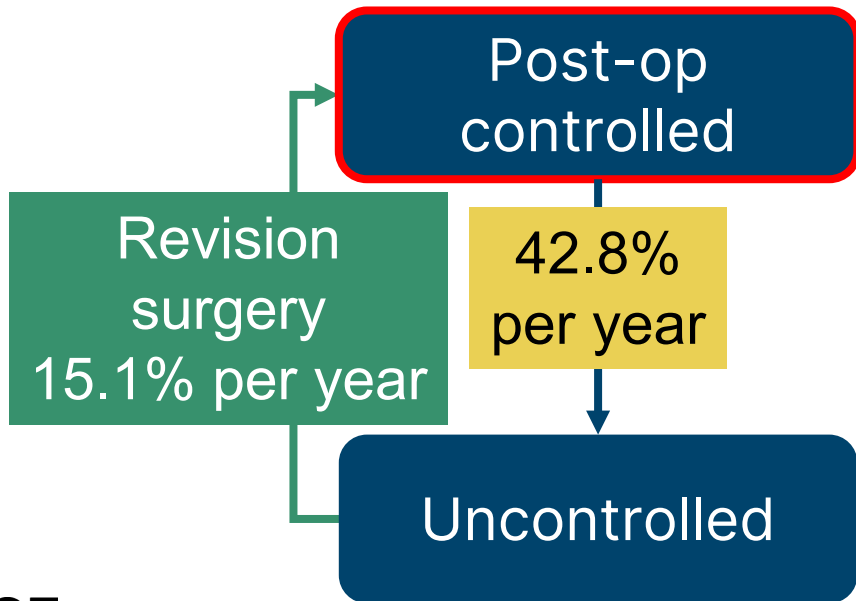 Post-op
controlled
Revision
surgery
15.1% per year
42.8%
per year
Uncontrolled